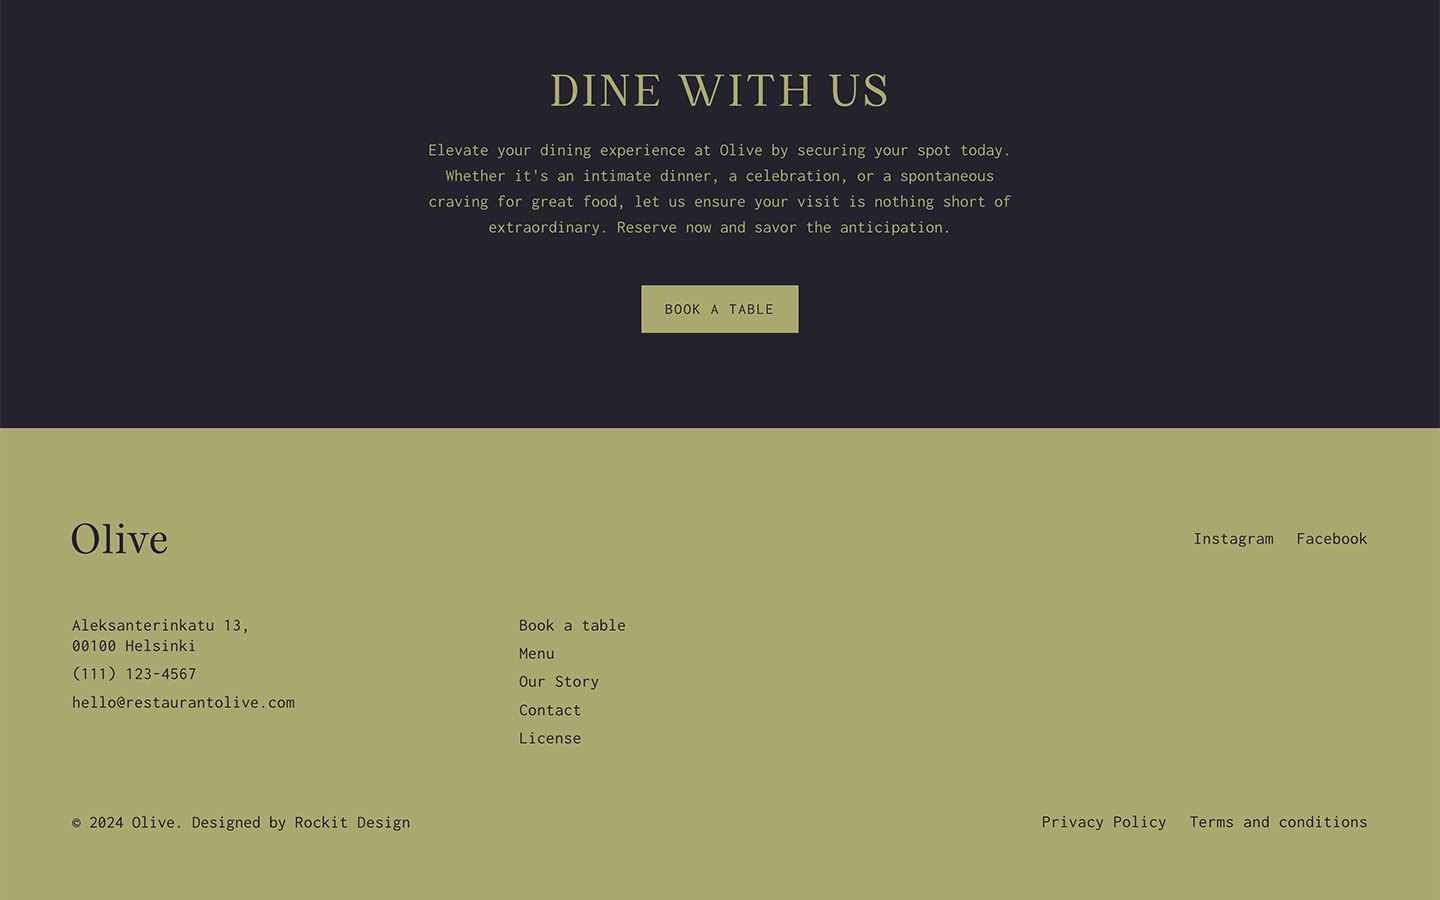 DINE WITH US
Elevate your dining experience at Olive by securing your spot today.
Whether it's an intimate dinner, a celebration, or a spontaneous
craving for great food, let us ensure your visit is nothing short of
extraordinary. Reserve now and savor the anticipation.
BOOK A TABLE
Olive
Instagram Facebook
Aleksanterinkatu 13,
00100 Helsinki
(111) 123-4567
hello@restaurantolive.com
Book a table
Menu
Our Story
Contact
License
© 2024 Olive. Designed by Rockit Design
Privacy Policy Terms and conditions